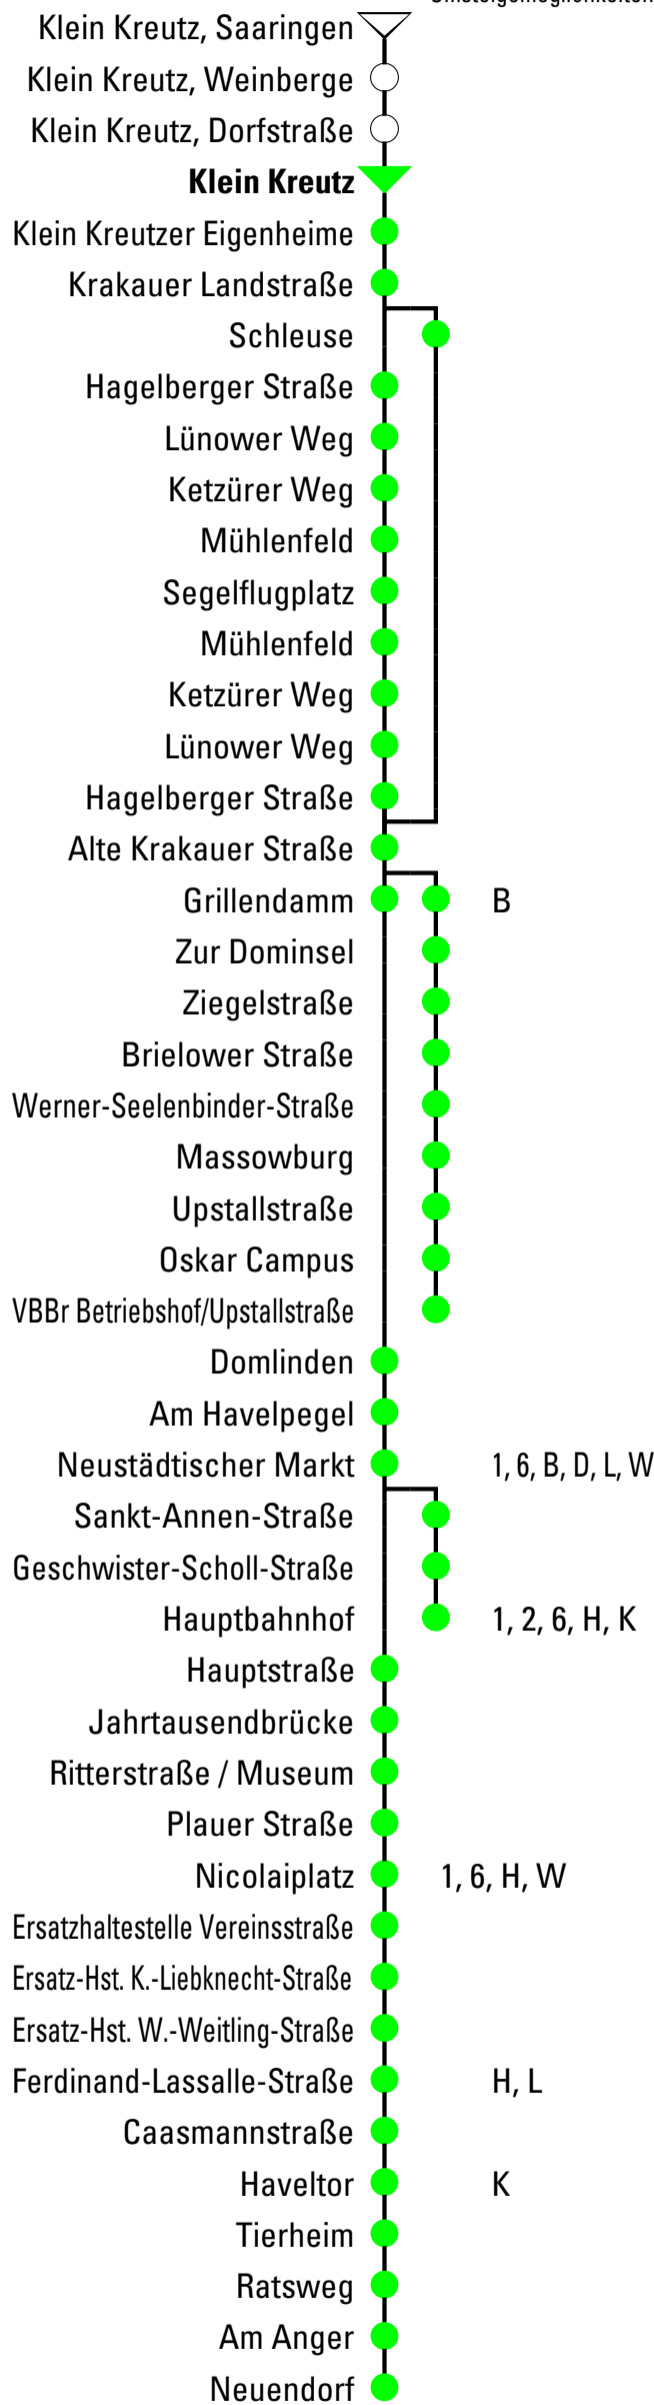 Umsteigemöglichkeiten
Klein Kreutz, Saaringen
Klein Kreutz, Weinberge
Klein Kreutz, Dorfstraße
Klein Kreutz
Klein Kreutzer Eigenheime
Krakauer Landstraße
Schleuse
Hagelberger Straße
Lünower Weg
Ketzürer Weg
Mühlenfeld
Segelflugplatz
Mühlenfeld
Ketzürer Weg
Lünower Weg
Hagelberger Straße
Alte Krakauer Straße
Grillendamm B
Zur Dominsel
Ziegelstraße
Brielower Straße
Werner-Seelenbinder-Straße
Massowburg
Upstallstraße
Oskar Campus
VBBr Betriebshof/Upstallstraße
Domlinden
Am Havelpegel
Neustädtischer Markt 1, 6, B, D, L, W
Sankt-Annen-Straße
Geschwister-Scholl-Straße
Hauptbahnhof 1, 2, 6, H, K
Hauptstraße
Jahrtausendbrücke
Ritterstraße / Museum
Plauer Straße
Nicolaiplatz 1, 6, H, W
Ersatzhaltestelle Vereinsstraße
Ersatz-Hst. K.-Liebknecht-Straße
Ersatz-Hst. W.-Weitling-Straße
Ferdinand-Lassalle-Straße H, L
Caasmannstraße
Haveltor K
Tierheim
Ratsweg
Am Anger
Neuendorf